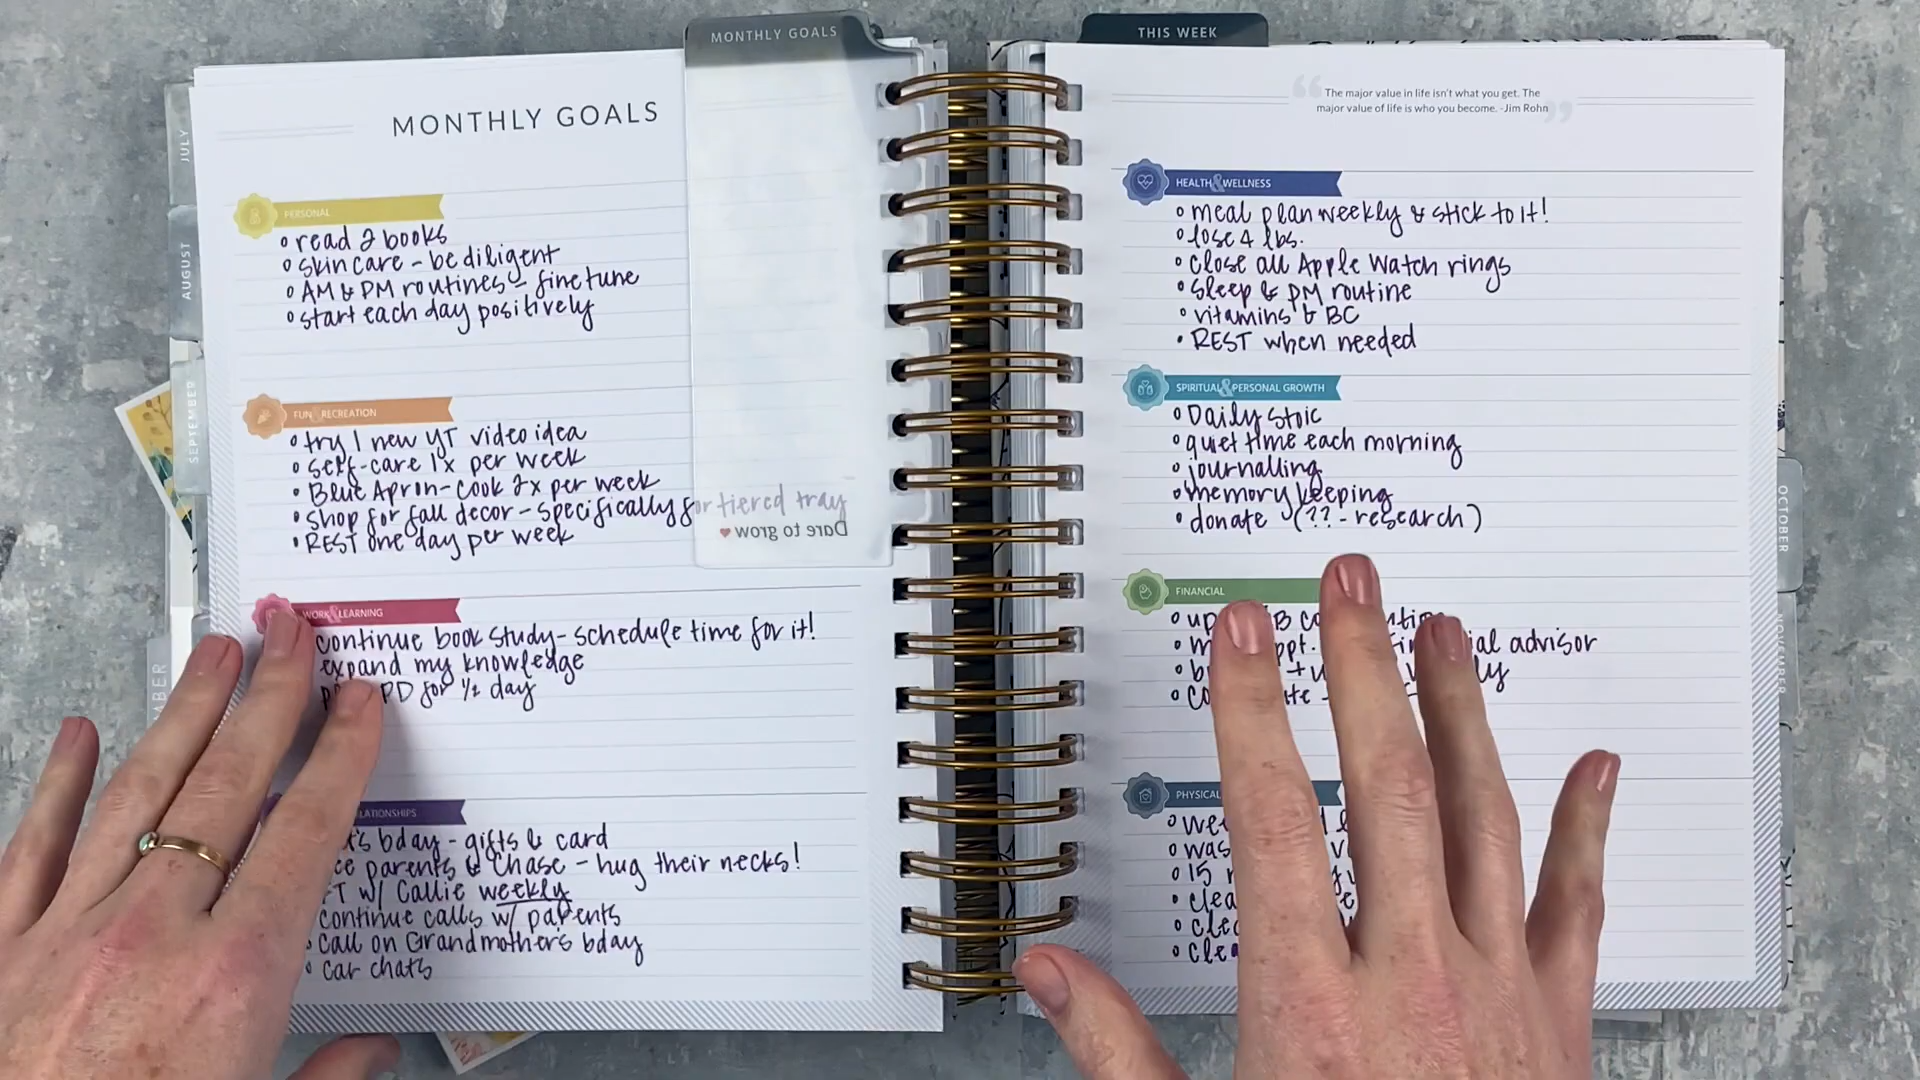 MONTHLY GOALS
THIS WEEK
MONTHLY GOALS
JULY
AUGUST
SEPTEMBER
PERSONAL
read 2 books
skin care - be diligent
AM & PM routines - fine tune
start each day positively
FUN & RECREATION
try 1 new YT video idea
self-care 1x per week
Blue Apron - cook 2x per week
shop for fall decor - specifically for tiered tray
REST one day per week
Dare to grow
WORK & LEARNING
continue book study - schedule time for it!
expand my knowledge
PD for 1/2 day
bday - gifts & card
parents & Chase - hug their necks!
w/ Callie weekly
continue calls w/ parents
call on Grandmother's bday
car chats
The major value in life isn't what you get. The
major value of life is who you become. -Jim Rohn
HEALTH & WELLNESS
meal plan weekly & stick to it!
lose 4 lbs.
close all Apple Watch rings
sleep & PM routine
vitamins & BC
REST when needed
SPIRITUAL & PERSONAL GROWTH
Daily Stoic
quiet time each morning
journalling
memory keeping
donate (?? - research)
FINANCIAL
advisor
PHYSICAL
15
OCTOBER
NOVEMBER